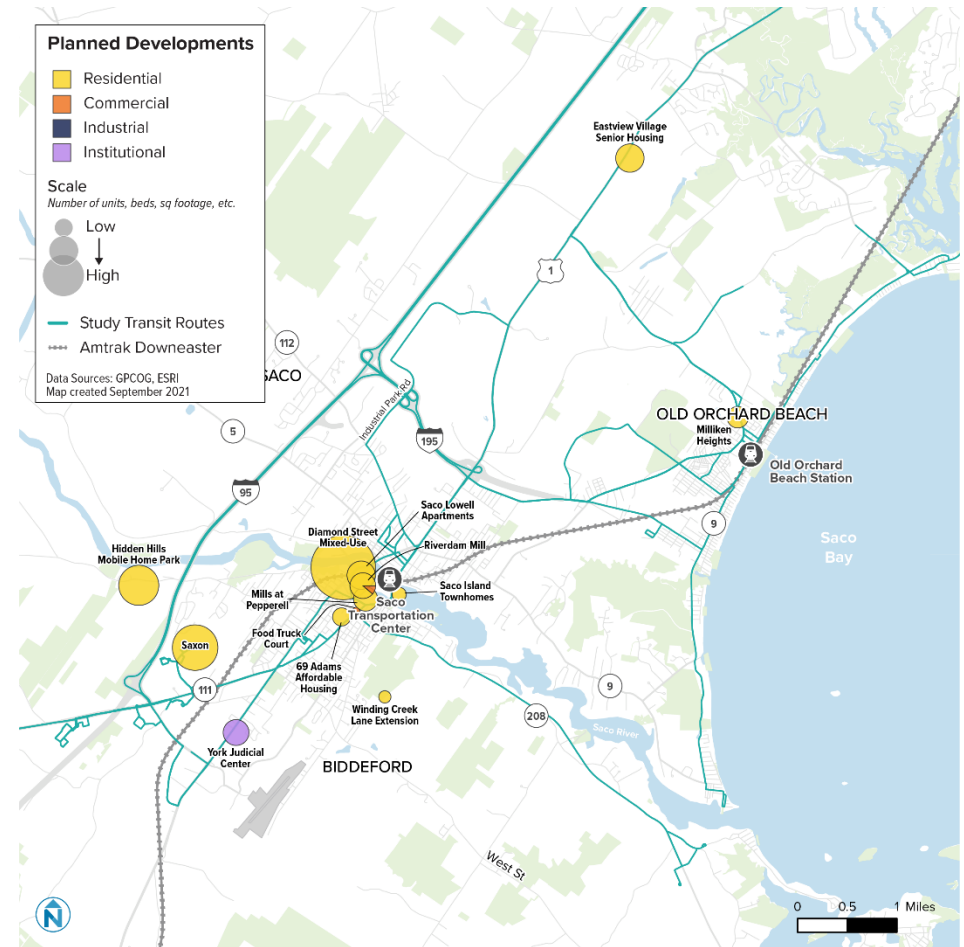 Planned Developments
Residential
Commercial
Industrial
Institutional
Scale
Number of units, beds, sq footage, etc.
Low
High
Study Transit Routes
Amtrak Downeaster
Data Sources: GPCOG, ESRI
Map created September 2021
Eastview Village
Senior Housing
1
112
SACO
5
Industrial Park Rd
195
95
OLD ORCHARD BEACH
Milliken
Heights
Old Orchard
Beach Station
9
Saco
Bay
Saco Lowell
Apartments
Diamond Street
Mixed-Use
Riverdam Mill
Hidden Hills
Mobile Home Park
Mills at
Pepperell
Saco Island
Townhomes
Saco
Transportation
Center
Food Truck
Court
69 Adams
Affordable
Housing
Saxon
111
9
Winding Creek
Lane Extension
208
Saco River
York Judicial
Center
BIDDEFORD
West St
N
0 0.5 1 Miles